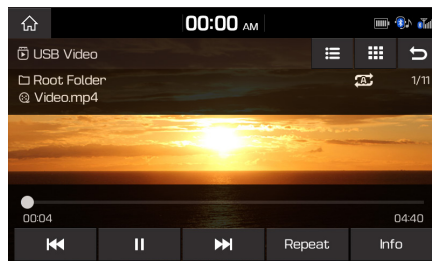 00:00 AM
USB Video
Root Folder
1/11
Video.mp4
00:04
04:40
Repeat
Info